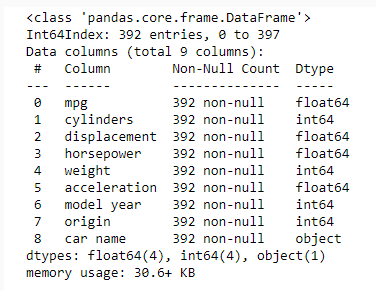 <class 'pandas.core.frame.DataFrame'>
Int64Index: 392 entries, 0 to 397
Data columns (total 9 columns):
 #   Column        Non-Null Count  Dtype
---  ------        --------------  -----
 0   mpg           392 non-null    float64
 1   cylinders     392 non-null    int64
 2   displacement  392 non-null    float64
 3   horsepower    392 non-null    float64
 4   weight        392 non-null    int64
 5   acceleration  392 non-null    float64
 6   model year    392 non-null    int64
 7   origin        392 non-null    int64
 8   car name      392 non-null    object
dtypes: float64(4), int64(4), object(1)
memory usage: 30.6+ KB